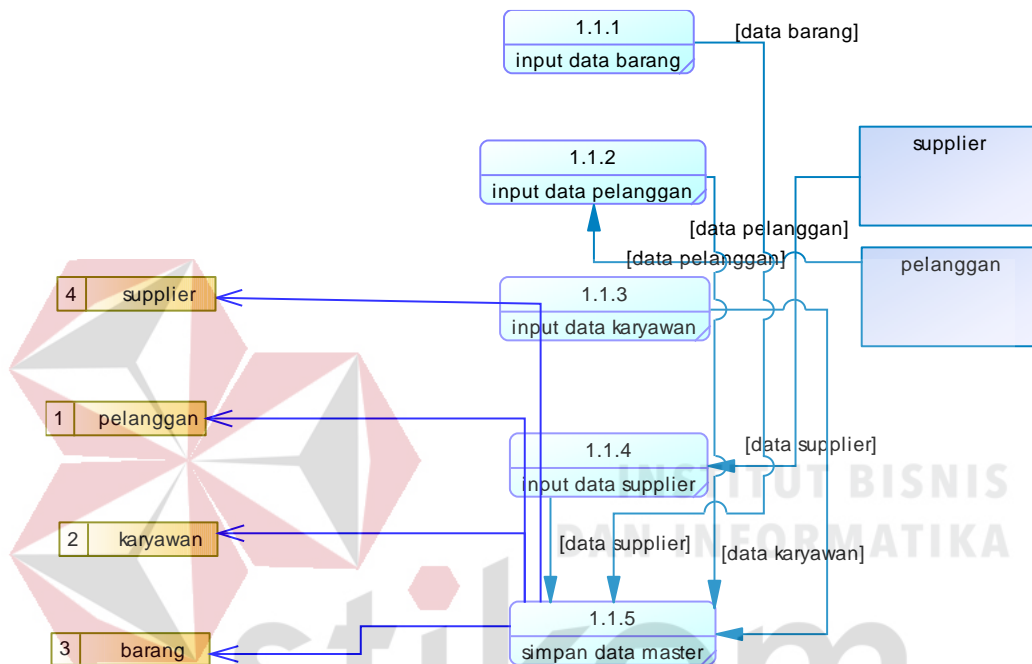 1.1.1
[data barang]
input data barang
supplier
1.1.2
input data pelanggan
[data pelanggan]
[data pelanggan]
pelanggan
4 supplier
1.1.3
input data karyawan
1 pelanggan
1.1.4
[data supplier]
input data supplier
INSTITUT BISNIS
DAN INFORMATIKA
2 karyawan
[data supplier]
[data karyawan]
1.1.5
simpan data master
3 barang
stikom